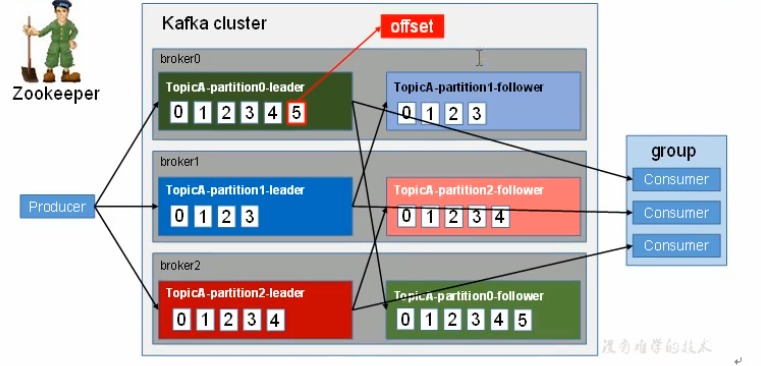 Kafka cluster
offset
Zookeeper
broker0
TopicA-partition0-leader
0 1 2 3 4 5
TopicA-partition1-follower
0 1 2 3
broker1
TopicA-partition1-leader
0 1 2 3
TopicA-partition2-follower
0 1 2 3 4
broker2
TopicA-partition2-leader
0 1 2 3 4
TopicA-partition0-follower
0 1 2 3 4 5
Producer
group
Consumer
Consumer
Consumer
没有难学的技术